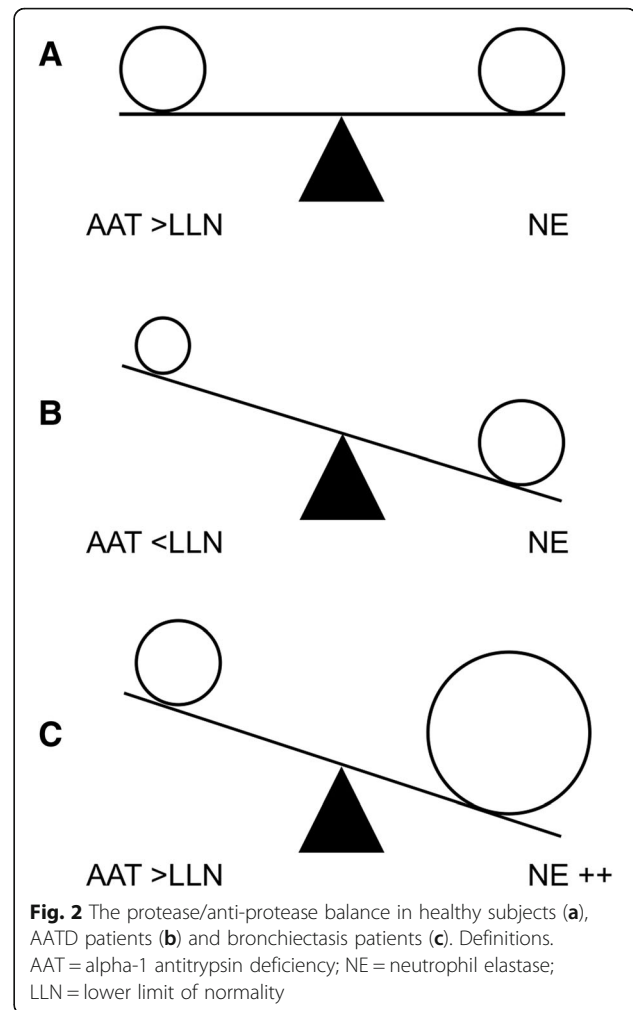 A
AAT >LLN NE
B
AAT <LLN NE
C
AAT >LLN NE ++
Fig. 2 The protease/anti-protease balance in healthy subjects (a),
AATD patients (b) and bronchiectasis patients (c). Definitions.
AAT = alpha-1 antitrypsin deficiency; NE = neutrophil elastase;
LLN = lower limit of normality